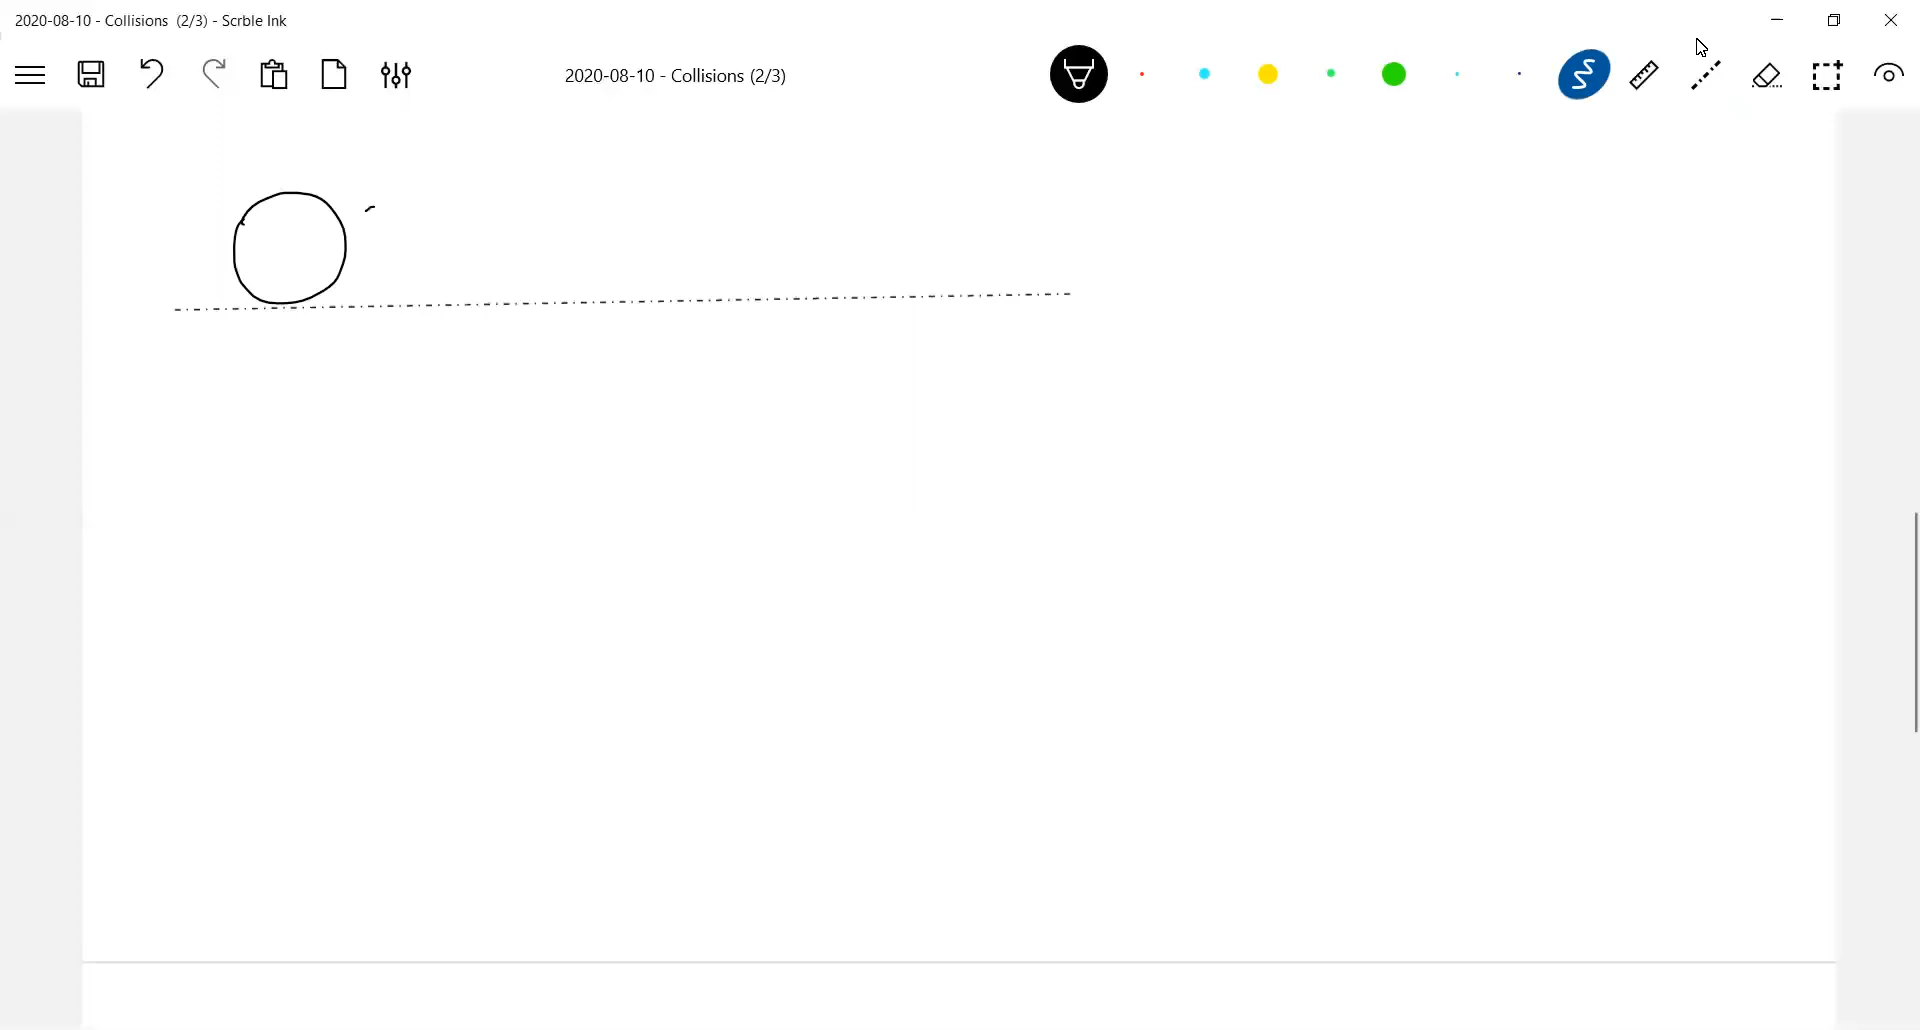 2020-08-10 - Collisions (2/3) - Scrble Ink
2020-08-10 - Collisions (2/3)